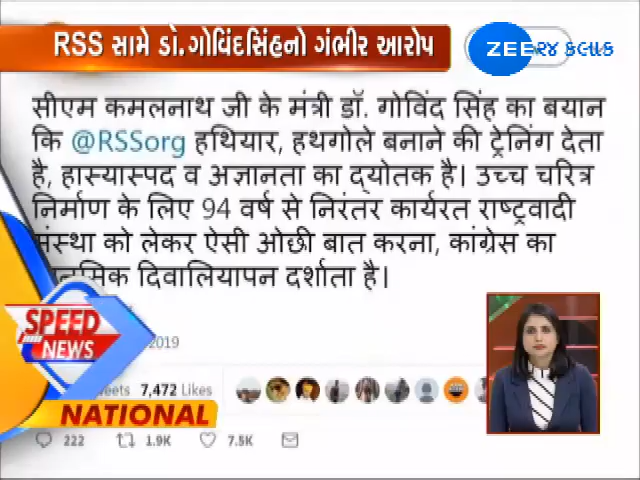 RSS સામે ડો.ગોવિંદસિંહનો ગંભીર આરોપ
ZEE
सीएम कमलनाथ जी के मंत्री डॉ. गोविंद सिंह का बयान
कि @RSSorg हथियार, हथगोले बनाने की ट्रेनिंग देता
है, हास्यास्पद व अज्ञानता का द्योतक है। उच्च चरित्र
निर्माण के लिए 94 वर्ष से निरंतर कार्यरत राष्ट्रवादी
संस्था को लेकर ऐसी ओछी बात करना, कांग्रेस का
दिवालियापन दर्शाता है।
SPEED
NEWS
2019
7,472 Likes
NATIONAL
222 1.9K 7.5K